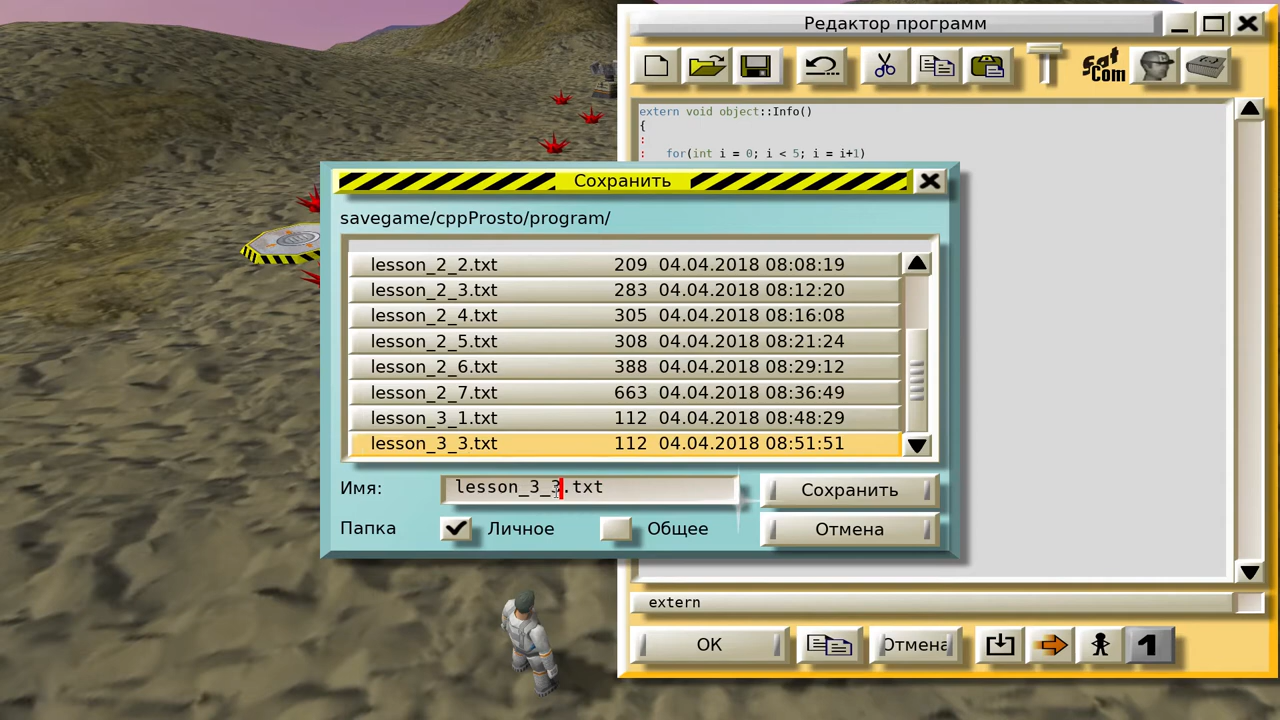 Редактор программ
Sat Com
extern void object::Info()
{
:
: for(int i = 0; i < 5; i = i+1)
Сохранить
savegame/cppProsto/program/
lesson_2_2.txt 209 04.04.2018 08:08:19
lesson_2_3.txt 283 04.04.2018 08:12:20
lesson_2_4.txt 305 04.04.2018 08:16:08
lesson_2_5.txt 308 04.04.2018 08:21:24
lesson_2_6.txt 388 04.04.2018 08:29:12
lesson_2_7.txt 663 04.04.2018 08:36:49
lesson_3_1.txt 112 04.04.2018 08:48:29
lesson_3_3.txt 112 04.04.2018 08:51:51
Имя: lesson_3_3.txt Сохранить
Папка Личное Общее Отмена
extern
ОК Отмена 1